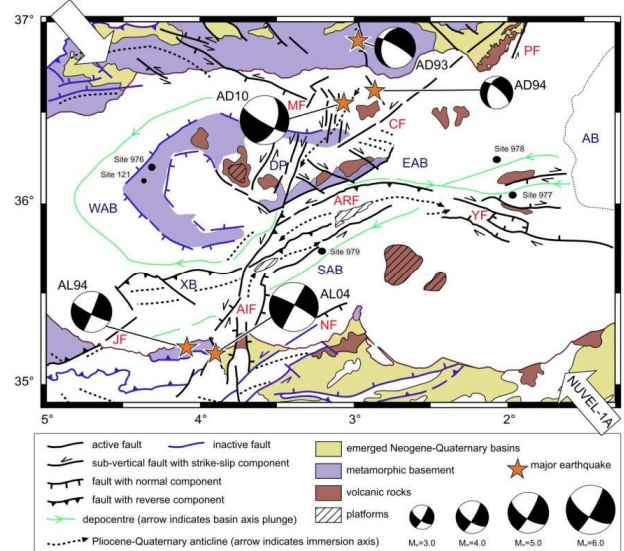 37°
AD93
PF
AD10
AD94
MF
CF
Site 976
Site 978
AB
DP
EAB
Site 121
Site 977
36°
WAB
ARF
YF
Site 979
XB
SAB
AL94
AL04
AIF
JF
NF
35°
NUVEL-1A
5° 4° 3° 2°
active fault inactive fault
sub-vertical fault with strike-slip component
fault with normal component
fault with reverse component
depocentre (arrow indicates basin axis plunge)
Pliocene-Quaternary anticline (arrow indicates immersion axis)
emerged Neogene-Quaternary basins
metamorphic basement
major earthquake
volcanic rocks
platforms
Mw=3.0 Mw=4.0 Mw=5.0 Mw=6.0